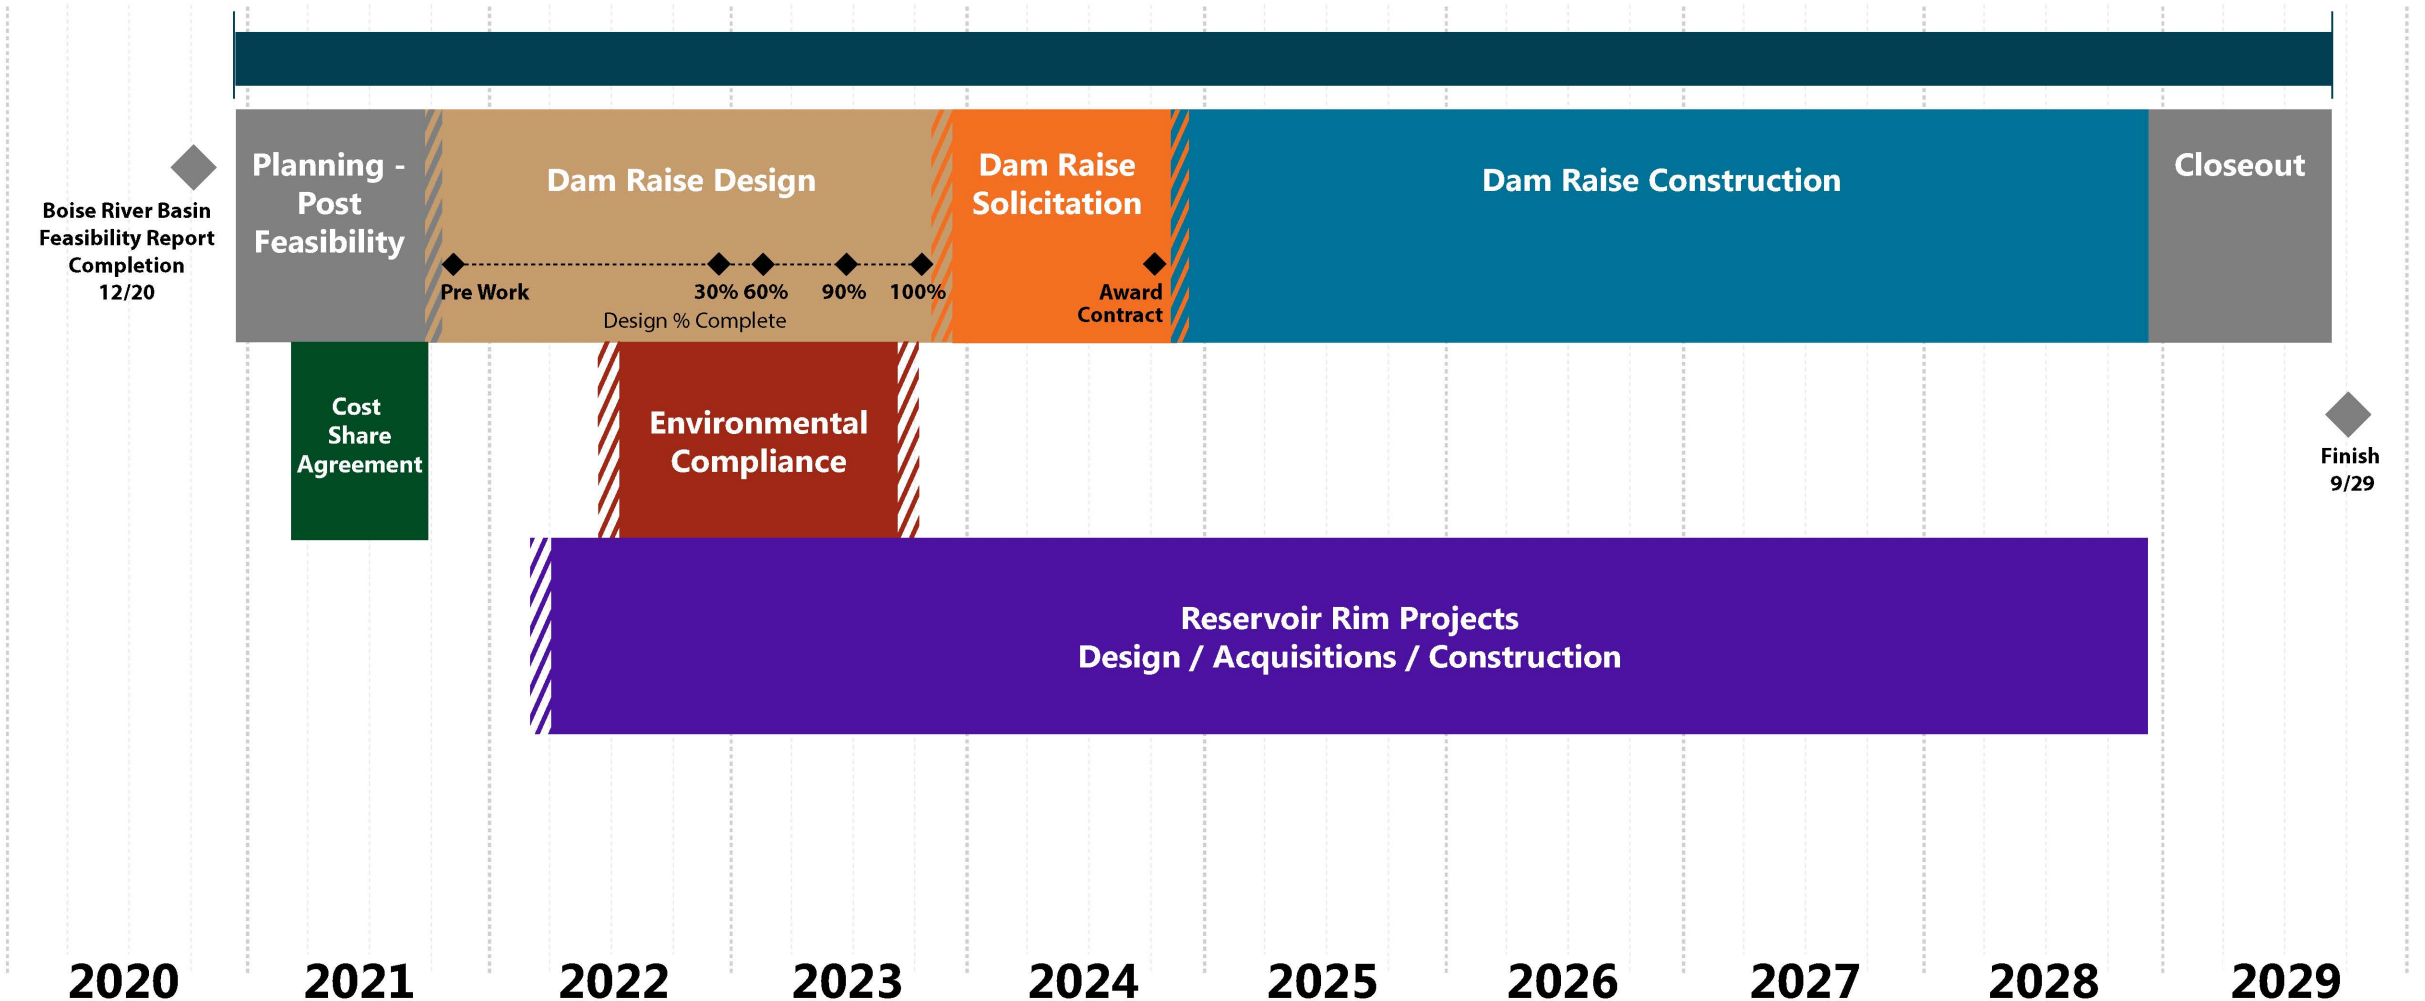 Boise River Basin
Feasibility Report
Completion
12/20
Planning -
Post
Feasibility
Dam Raise Design
Pre Work
30%
60%
90%
100%
Design % Complete
Dam Raise
Solicitation
Award
Contract
Dam Raise Construction
Closeout
Cost
Share
Agreement
Environmental
Compliance
Finish
9/29
Reservoir Rim Projects
Design / Acquisitions / Construction
2020
2021
2022
2023
2024
2025
2026
2027
2028
2029